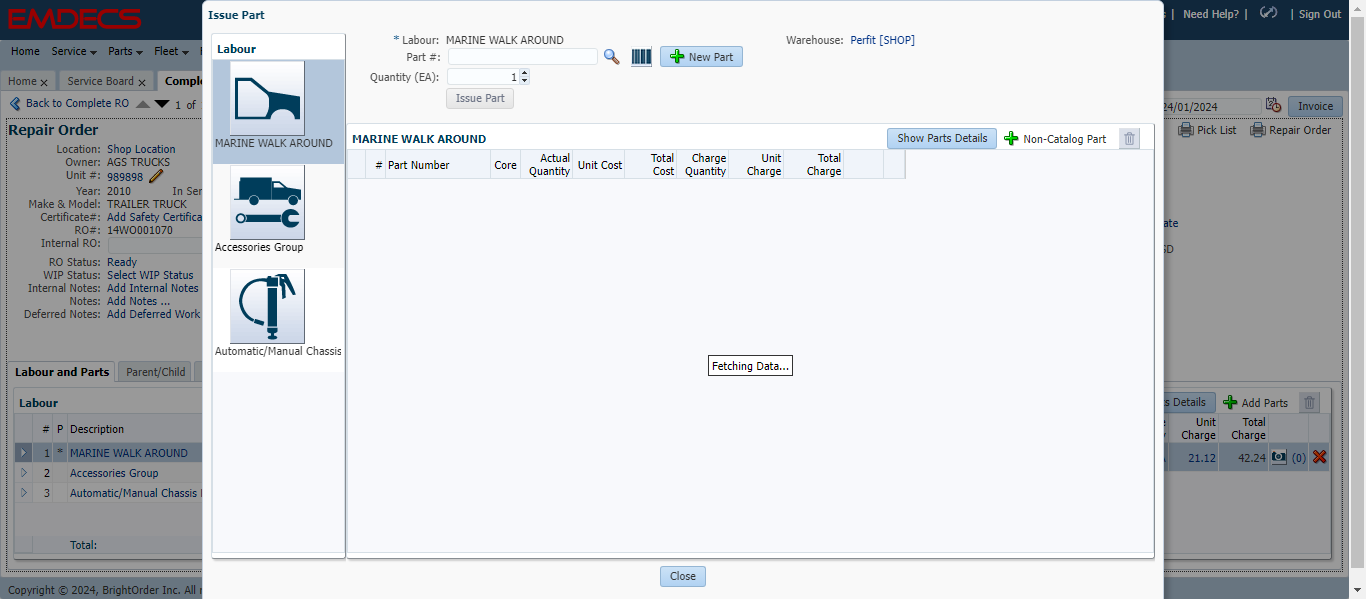 EMDECS
| Need Help? | | Sign Out
Home Service Parts Fleet
Home x Service Board x
Back to Complete RO 1 of
24/01/2024 Invoice
Pick List Repair Order
Repair Order
Location: Shop Location
Owner: AGS TRUCKS
Unit #: 989898
Year: 2010 In Ser
Make & Model: TRAILER TRUCK
Certificate#: Add Safety Certifica
RO#: 14WO001070
Internal RO:
RO Status: Ready
WIP Status: Select WIP Status
Internal Notes: Add Internal Notes
Notes: Add Notes ...
Deferred Notes: Add Deferred Work
Labour and Parts Parent/Child
Labour
# P Description
1 * MARINE WALK AROUND
2 Accessories Group
3 Automatic/Manual Chassis
Total:
Copyright © 2024, BrightOrder Inc. All
Issue Part
Labour
MARINE WALK AROUND
Accessories Group
Automatic/Manual Chassis
* Labour: MARINE WALK AROUND
Warehouse: Perfit [SHOP]
Part #: New Part
Quantity (EA): 1
Issue Part
MARINE WALK AROUND Show Parts Details Non-Catalog Part
# Part Number Core Actual Quantity Unit Cost Total Cost Charge Quantity Unit Charge Total Charge
Fetching Data...
Close
Details Add Parts
Unit Charge Total Charge
21.12 42.24 (0)